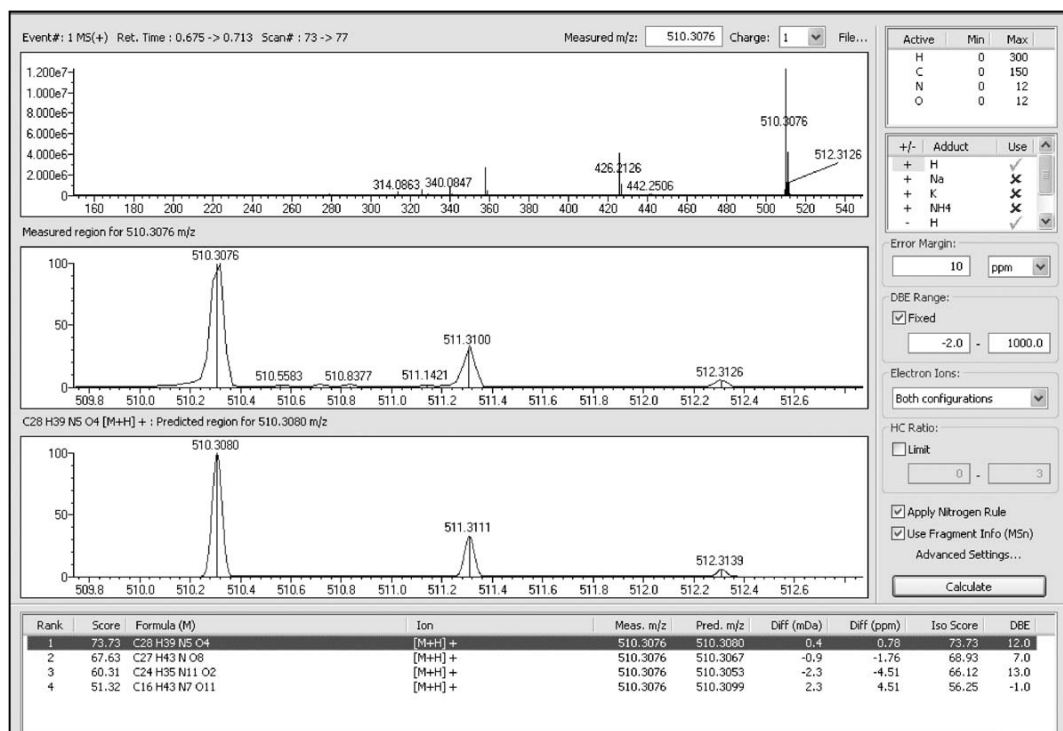 Event#: 1 MS(+) Ret. Time : 0.675 -> 0.713 Scan# : 73 -> 77 Measured m/z: 510.3076 Charge: 1 File...
1.200e7
1.000e7
8.000e6
6.000e6
4.000e6
2.000e6
0
510.3076
426.2126
512.3126
314.0863 340.0847 442.2506
160 180 200 220 240 260 280 300 320 340 360 380 400 420 440 460 480 500 520 540
Measured region for 510.3076 m/z
100
50
0
510.3076
511.3100
510.5583 510.8377 511.1421 512.3126
509.8 510.0 510.2 510.4 510.6 510.8 511.0 511.2 511.4 511.6 511.8 512.0 512.2 512.4 512.6
C28 H39 N5 O4 [M+H] + : Predicted region for 510.3080 m/z
100
50
0
510.3080
511.3111
512.3139
509.8 510.0 510.2 510.4 510.6 510.8 511.0 511.2 511.4 511.6 511.8 512.0 512.2 512.4 512.6
Active Min Max
H 0 300
C 0 150
N 0 12
O 0 12
+/- Adduct Use
+ H
+ Na
+ K
+ NH4
- H
Error Margin:
10 ppm
DBE Range:
Fixed
-2.0 - 1000.0
Electron Ions:
Both configurations
HC Ratio:
Limit
0 - 3
Apply Nitrogen Rule
Use Fragment Info (MSn)
Advanced Settings...
Calculate
Rank Score Formula (M) Ion Meas. m/z Pred. m/z Diff (mDa) Diff (ppm) Iso Score DBE
1 73.73 C28 H39 N5 O4 [M+H] + 510.3076 510.3080 0.4 0.78 73.73 12.0
2 67.63 C27 H43 N O8 [M+H] + 510.3076 510.3067 -0.9 -1.76 68.93 7.0
3 60.31 C24 H35 N11 O2 [M+H] + 510.3076 510.3053 -2.3 -4.51 66.12 13.0
4 51.32 C16 H43 N7 O11 [M+H] + 510.3076 510.3099 2.3 4.51 56.25 -1.0